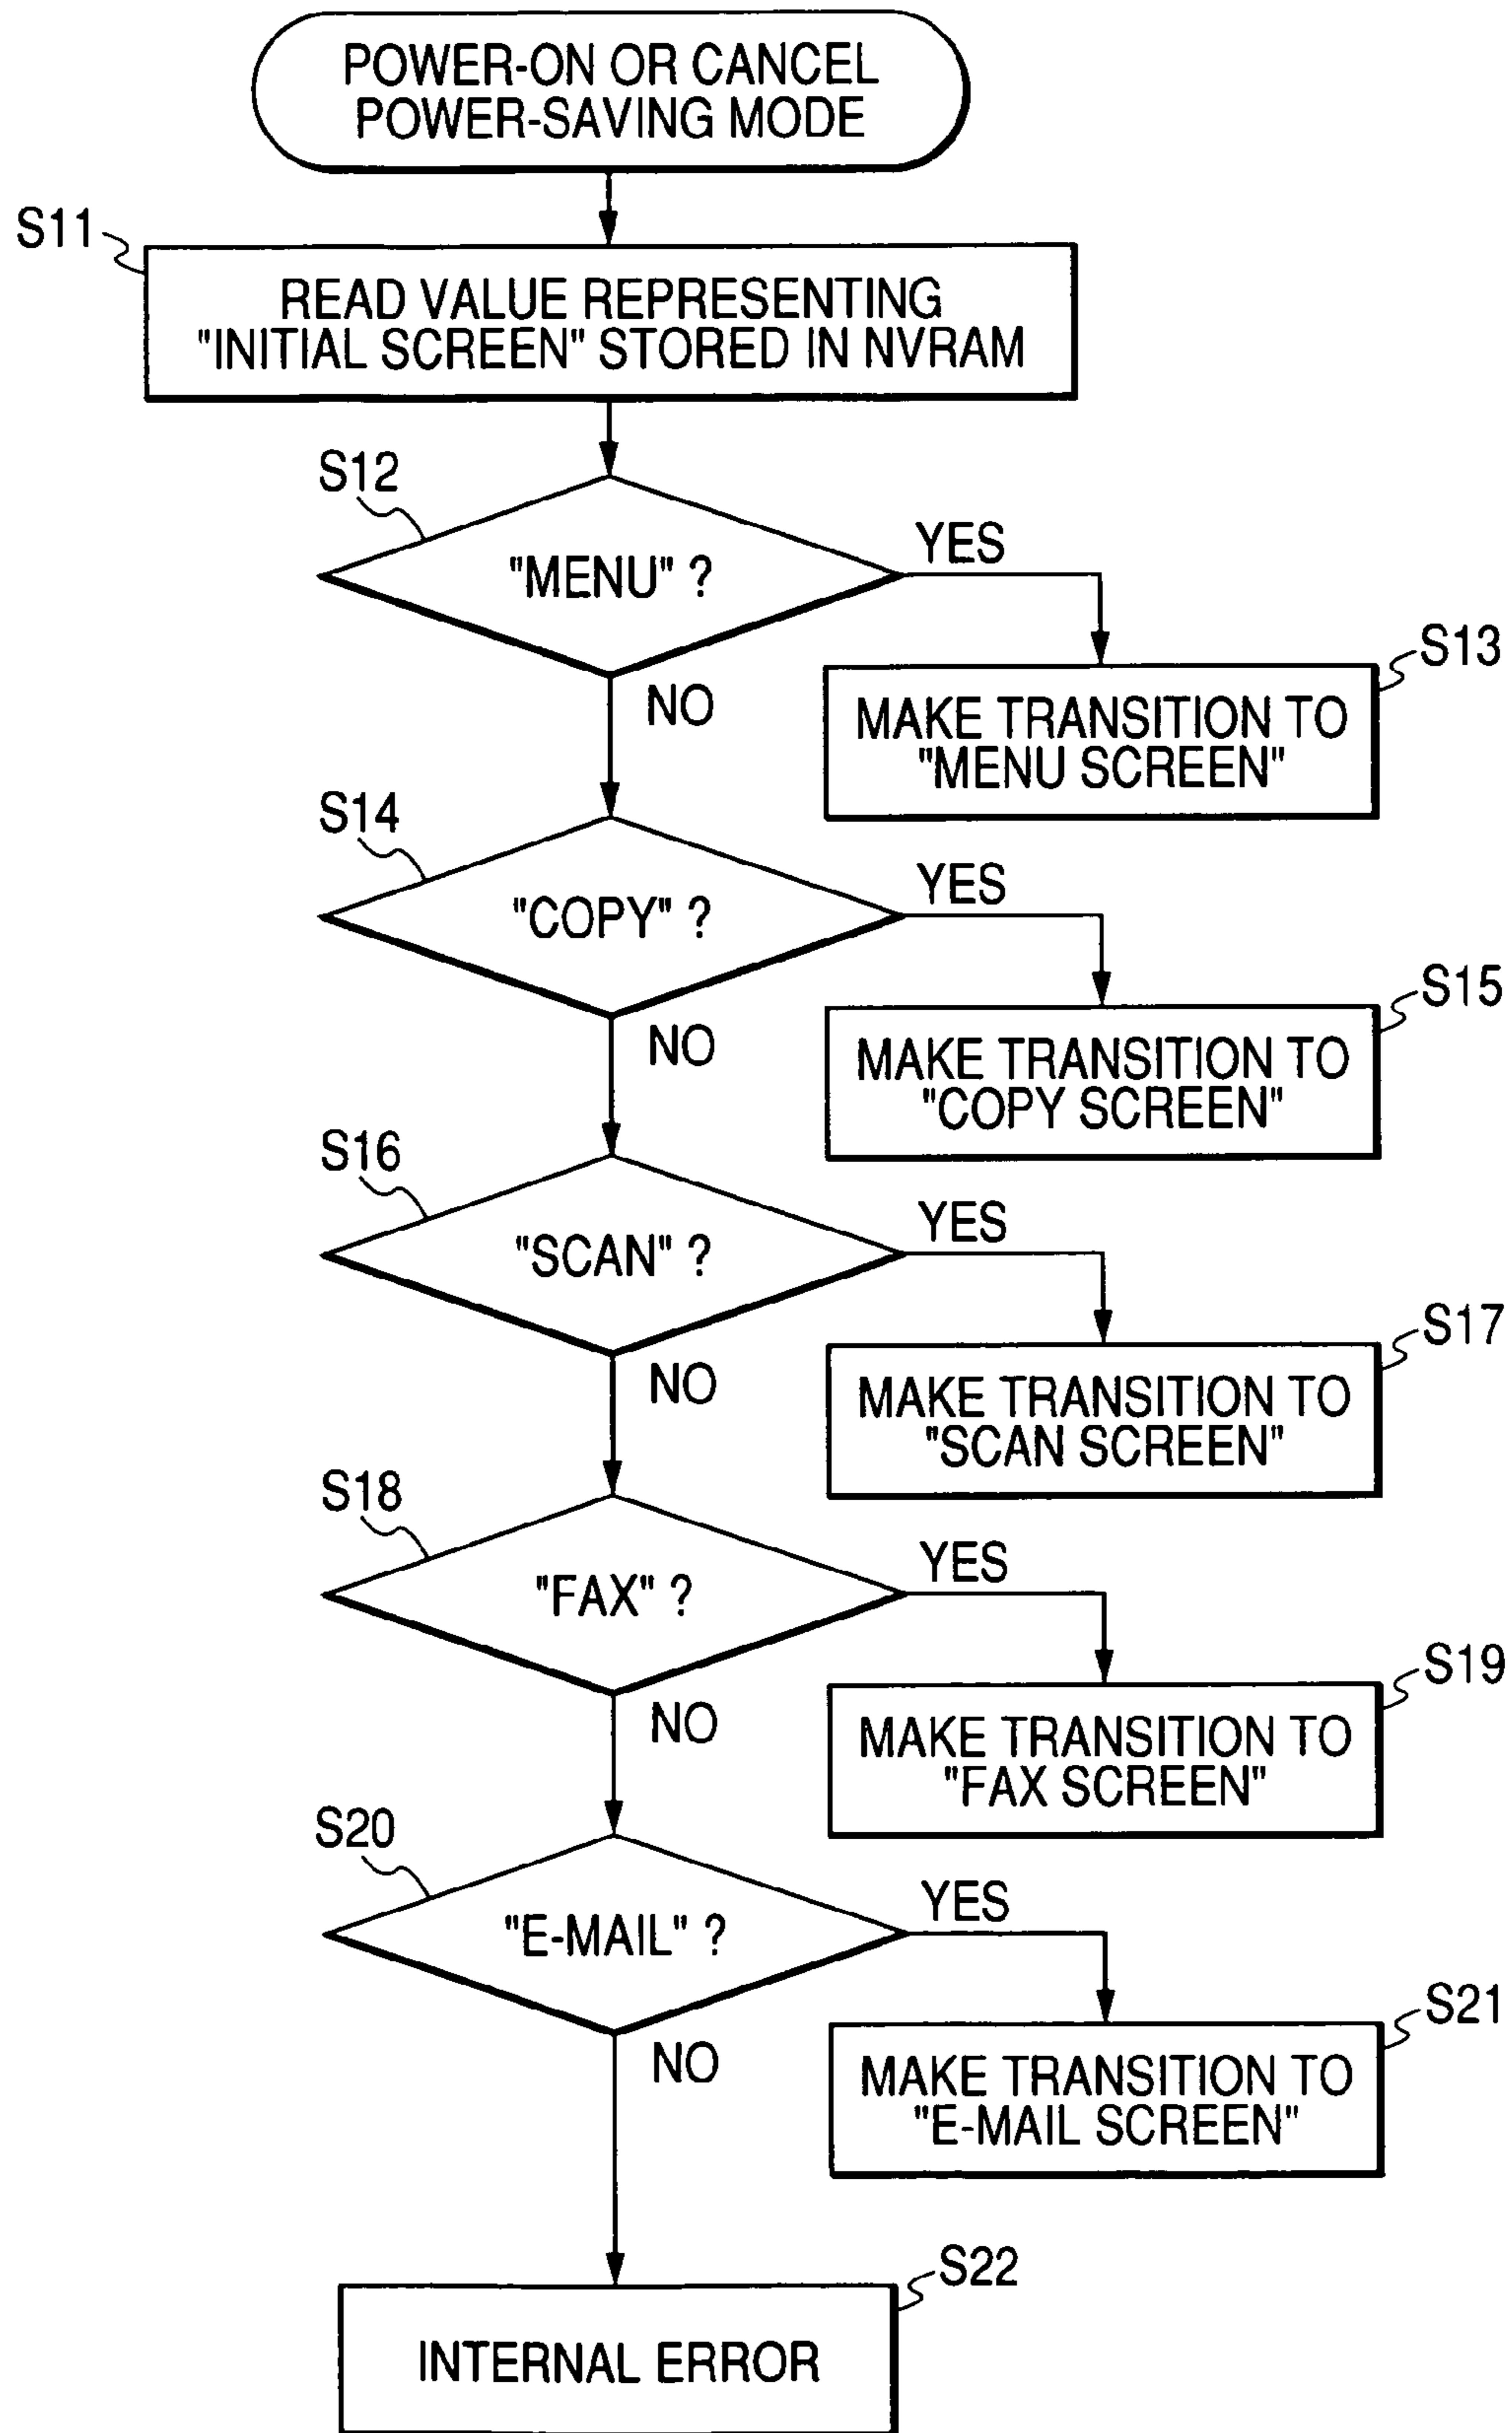 POWER-ON OR CANCEL
POWER-SAVING MODE
S11
READ VALUE REPRESENTING
"INITIAL SCREEN" STORED IN NVRAM
S12
"MENU" ?
YES
NO
S13
MAKE TRANSITION TO
"MENU SCREEN"
S14
"COPY" ?
YES
NO
S15
MAKE TRANSITION TO
"COPY SCREEN"
S16
"SCAN" ?
YES
NO
S17
MAKE TRANSITION TO
"SCAN SCREEN"
S18
"FAX" ?
YES
NO
S19
MAKE TRANSITION TO
"FAX SCREEN"
S20
"E-MAIL" ?
YES
NO
S21
MAKE TRANSITION TO
"E-MAIL SCREEN"
S22
INTERNAL ERROR